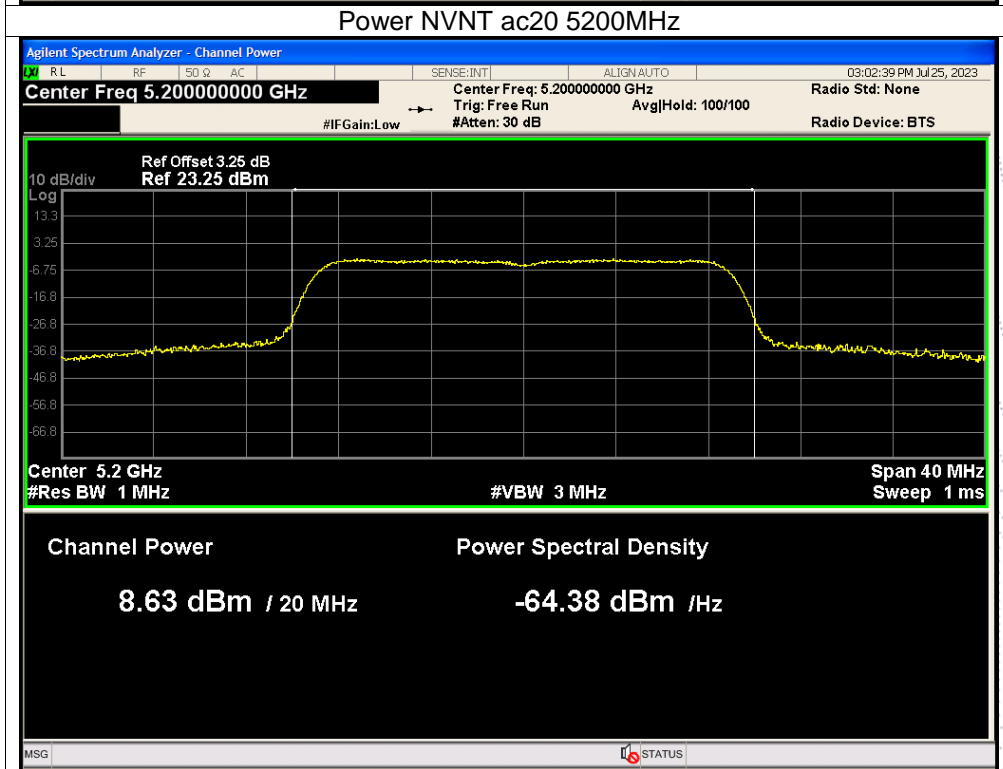 Power NVNT ac20 5200MHz
Agilent Spectrum Analyzer - Channel Power
LXI RL RF 50 Ω AC SENSE:INT ALIGN AUTO 03:02:39 PM Jul 25, 2023
Center Freq 5.200000000 GHz Center Freq: 5.200000000 GHz Radio Std: None
Trig: Free Run Avg|Hold: 100/100
#IFGain:Low #Atten: 30 dB Radio Device: BTS
Ref Offset 3.25 dB
10 dB/div Ref 23.25 dBm
Log
13.3
3.25
-6.75
-16.8
-26.8
-36.8
-46.8
-56.8
-66.8
Center 5.2 GHz Span 40 MHz
#Res BW 1 MHz #VBW 3 MHz Sweep 1 ms
Channel Power Power Spectral Density
8.63 dBm / 20 MHz -64.38 dBm /Hz
MSG STATUS